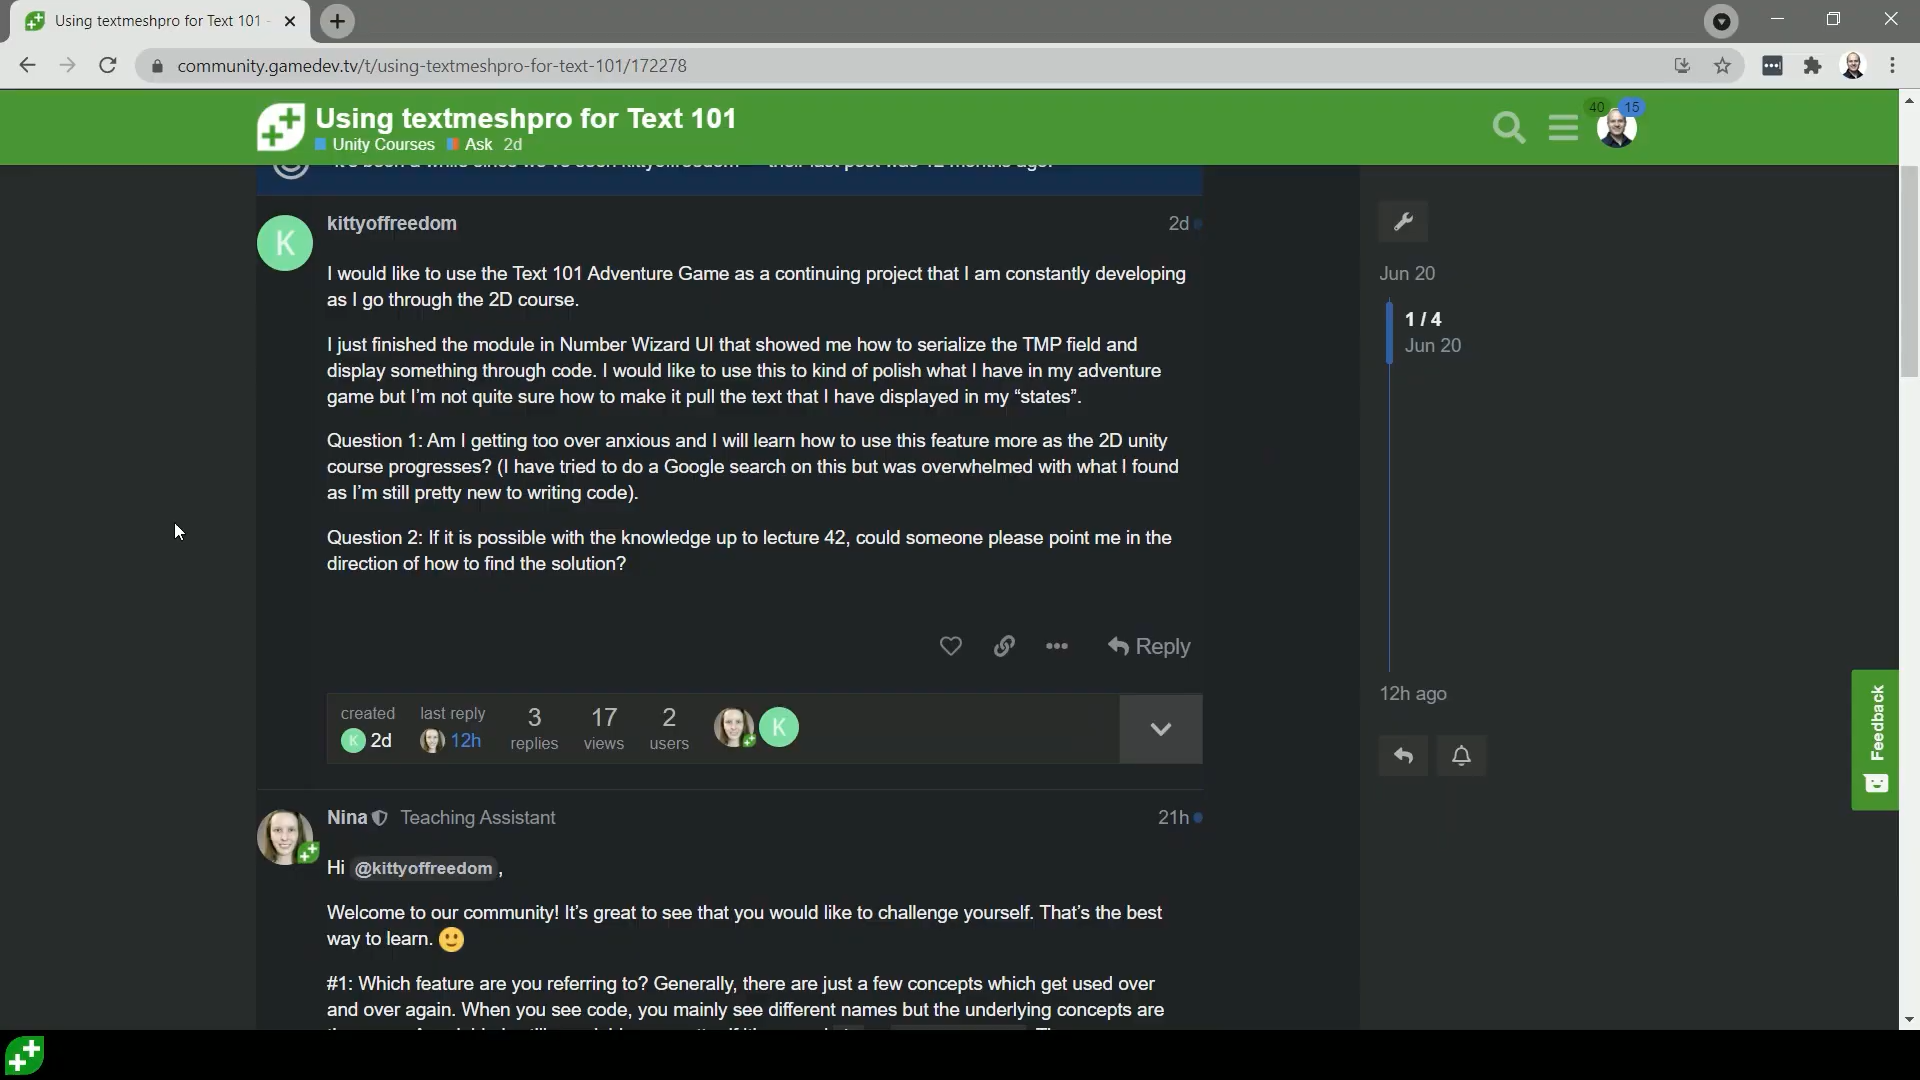 Using textmeshpro for Text 101 -
community.gamedev.tv/t/using-textmeshpro-for-text-101/172278
Using textmeshpro for Text 101
Unity Courses Ask 2d
40 15
kittyoffreedom 2d
I would like to use the Text 101 Adventure Game as a continuing project that I am constantly developing
as I go through the 2D course.
I just finished the module in Number Wizard UI that showed me how to serialize the TMP field and
display something through code. I would like to use this to kind of polish what I have in my adventure
game but I’m not quite sure how to make it pull the text that I have displayed in my “states”.
Question 1: Am I getting too over anxious and I will learn how to use this feature more as the 2D unity
course progresses? (I have tried to do a Google search on this but was overwhelmed with what I found
as I’m still pretty new to writing code).
Question 2: If it is possible with the knowledge up to lecture 42, could someone please point me in the
direction of how to find the solution?
Reply
created last reply 3 17 2
K 2d 12h replies views users K
Nina Teaching Assistant 21h
Hi @kittyoffreedom ,
Welcome to our community! It’s great to see that you would like to challenge yourself. That’s the best
way to learn.
#1: Which feature are you referring to? Generally, there are just a few concepts which get used over
and over again. When you see code, you mainly see different names but the underlying concepts are
K
Jun 20
1 / 4
Jun 20
12h ago
Feedback